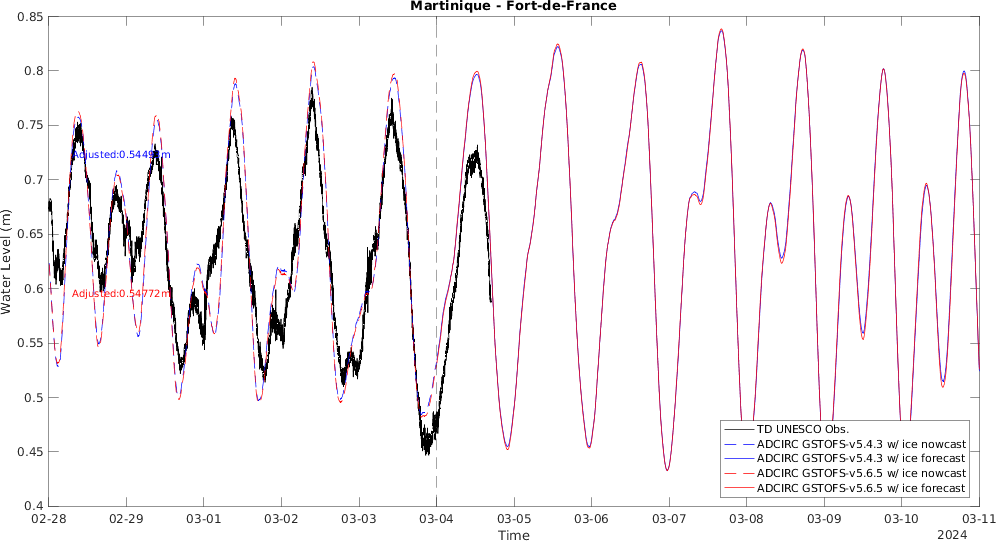 Martinique - Fort-de-France
0.85
0.8
0.75
0.7
0.65
0.6
0.55
0.5
0.45
0.4
Water Level (m)
Adjusted:0.54772m
TD UNESCO Obs.
ADCIRC GSTOFS-v5.4.3 w/ ice nowcast
ADCIRC GSTOFS-v5.4.3 w/ ice forecast
ADCIRC GSTOFS-v5.6.5 w/ ice nowcast
ADCIRC GSTOFS-v5.6.5 w/ ice forecast
02-28 02-29 03-01 03-02 03-03 03-04 03-05 03-06 03-07 03-08 03-09 03-10 03-11
Time
2024